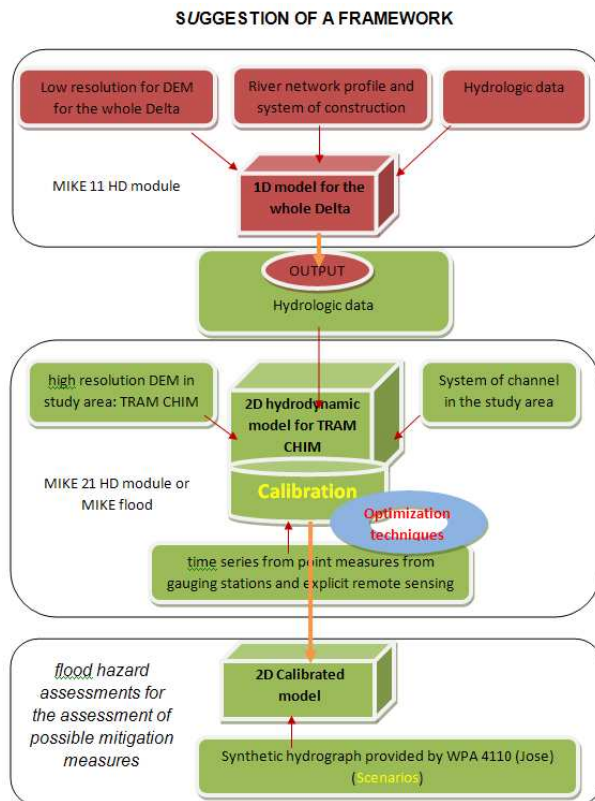 SUGGESTION OF A FRAMEWORK
Low resolution for DEM
for the whole Delta
River network profile and
system of construction
Hydrologic data
MIKE 11 HD module
1D model for the
whole Delta
OUTPUT
Hydrologic data
high resolution DEM in
study area: TRAM CHIM
2D hydrodynamic
model for TRAM
CHIM
System of channel
in the study area
MIKE 21 HD module or
MIKE flood
Calibration
Optimization
techniques
time series from point measures from
gauging stations and explicit remote sensing
flood hazard
assessments for
the assessment of
possible mitigation
measures
2D Calibrated
model
Synthetic hydrograph provided by WPA 4110 (Jose)
(Scenarios)